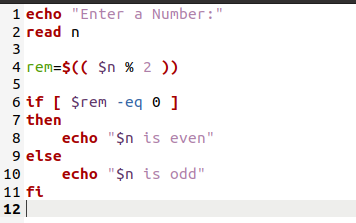 1 echo "Enter a Number:"
2 read n
3
4 rem=$(( $n % 2 ))
5
6 if [ $rem -eq 0 ]
7 then
8     echo "$n is even"
9 else
10     echo "$n is odd"
11 fi
12